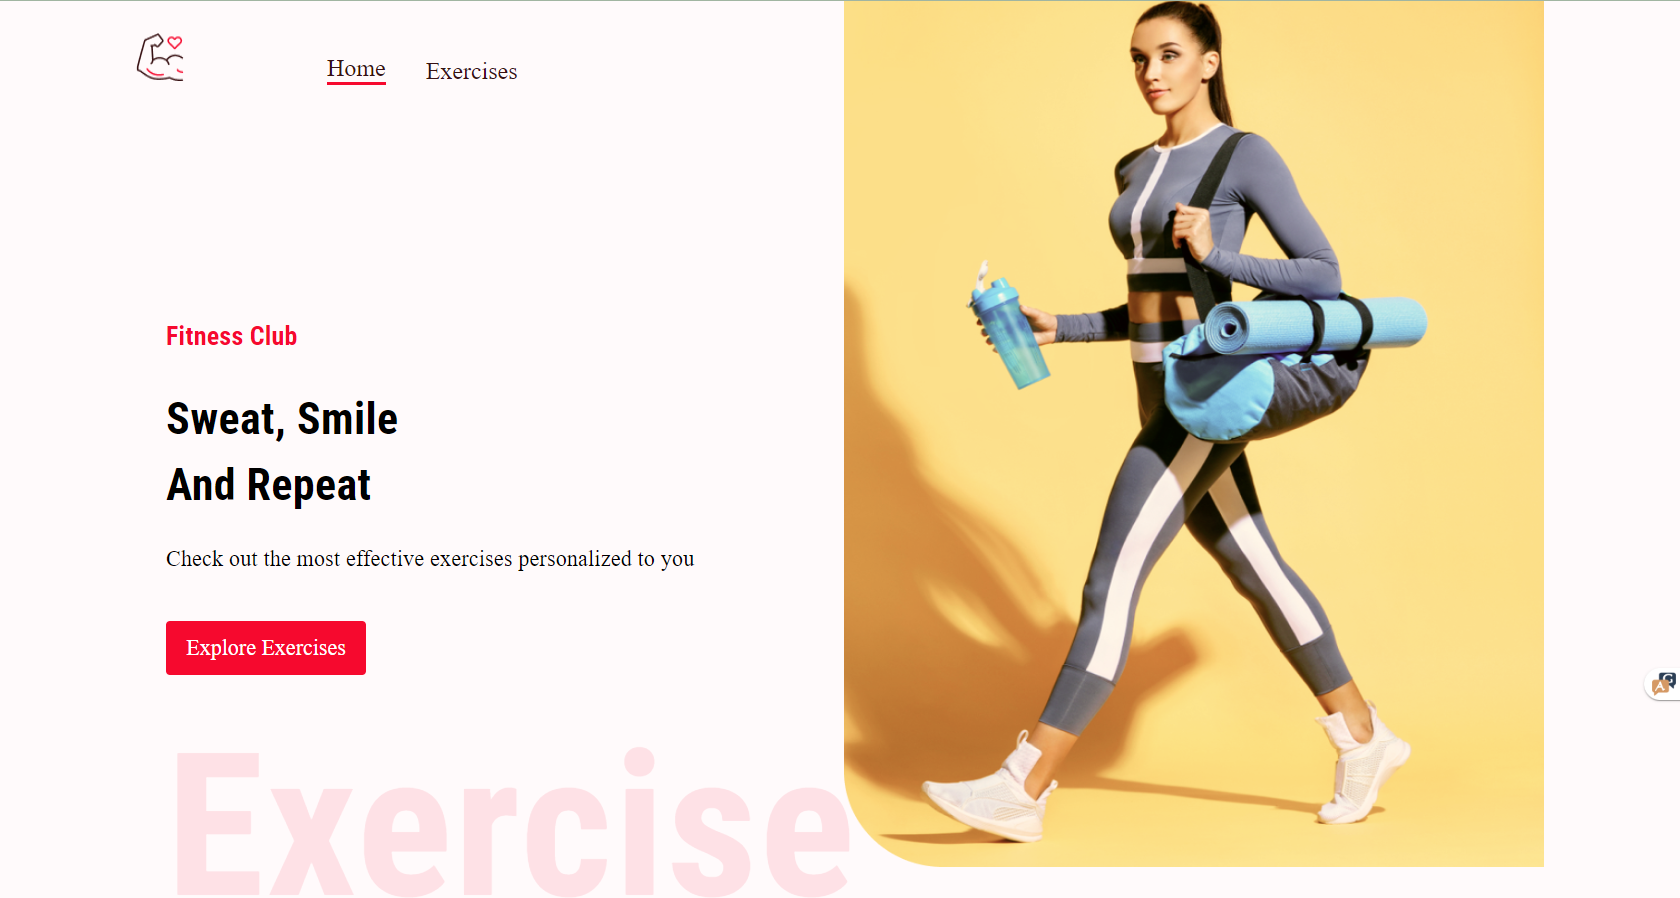 Home
Exercises
Fitness Club
Sweat, Smile
And Repeat
Check out the most effective exercises personalized to you
Explore Exercises
Exercise